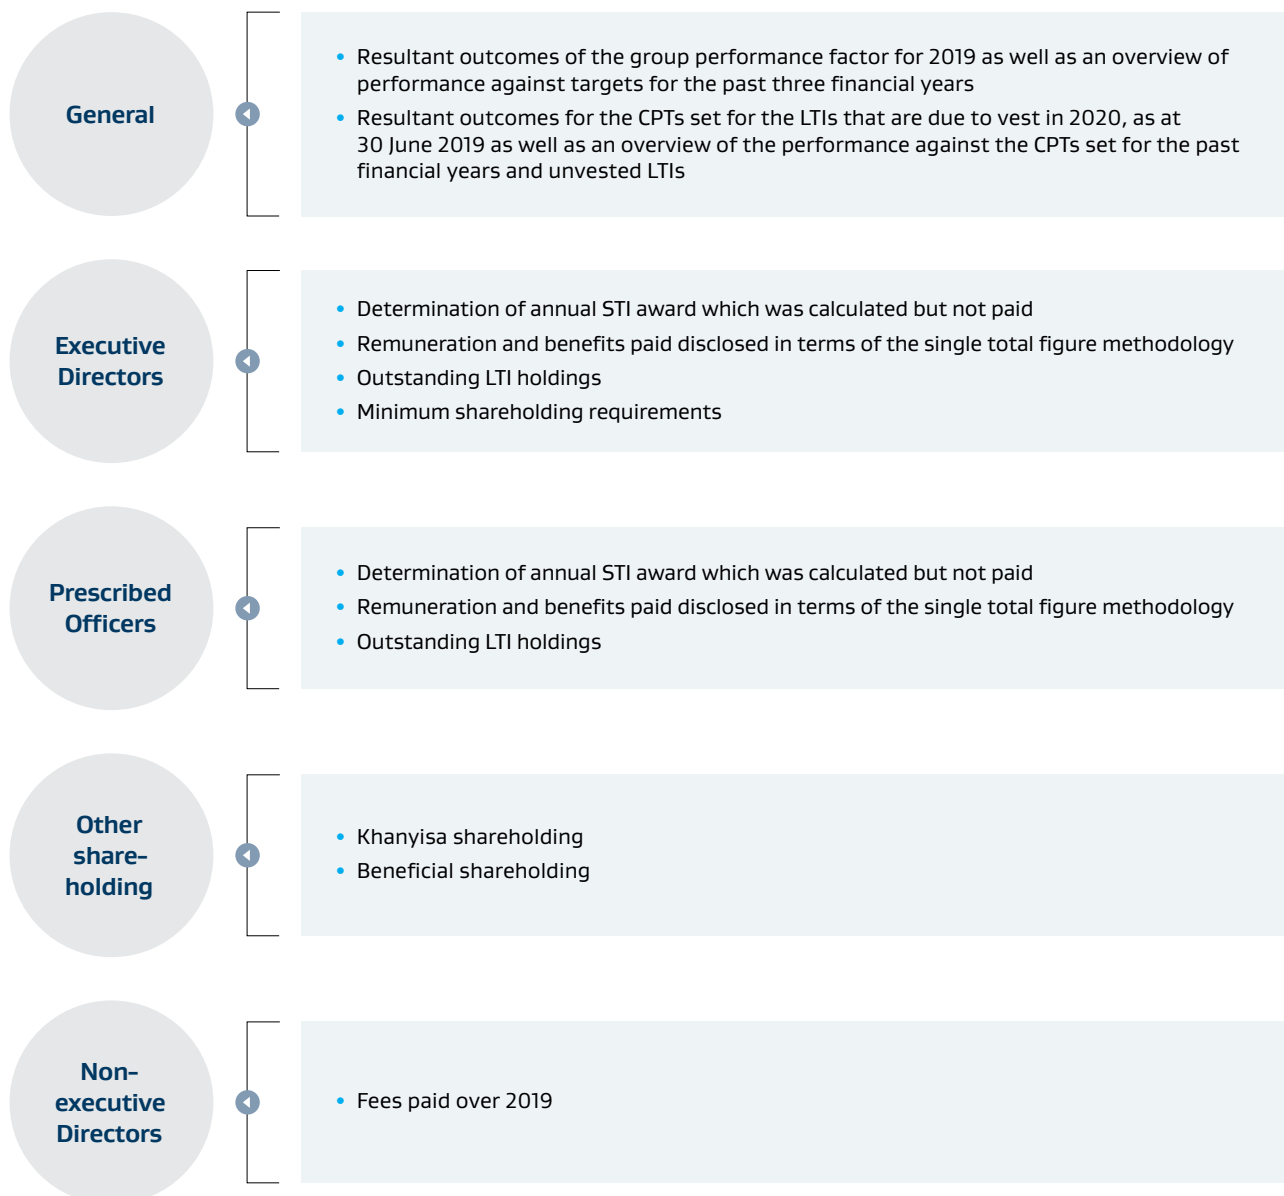 General
• Resultant outcomes of the group performance factor for 2019 as well as an overview of
performance against targets for the past three financial years
• Resultant outcomes for the CPTs set for the LTIs that are due to vest in 2020, as at
30 June 2019 as well as an overview of the performance against the CPTs set for the past
financial years and unvested LTIs
Executive
Directors
• Determination of annual STI award which was calculated but not paid
• Remuneration and benefits paid disclosed in terms of the single total figure methodology
• Outstanding LTI holdings
• Minimum shareholding requirements
Prescribed
Officers
• Determination of annual STI award which was calculated but not paid
• Remuneration and benefits paid disclosed in terms of the single total figure methodology
• Outstanding LTI holdings
Other
share-
holding
• Khanyisa shareholding
• Beneficial shareholding
Non-
executive
Directors
• Fees paid over 2019